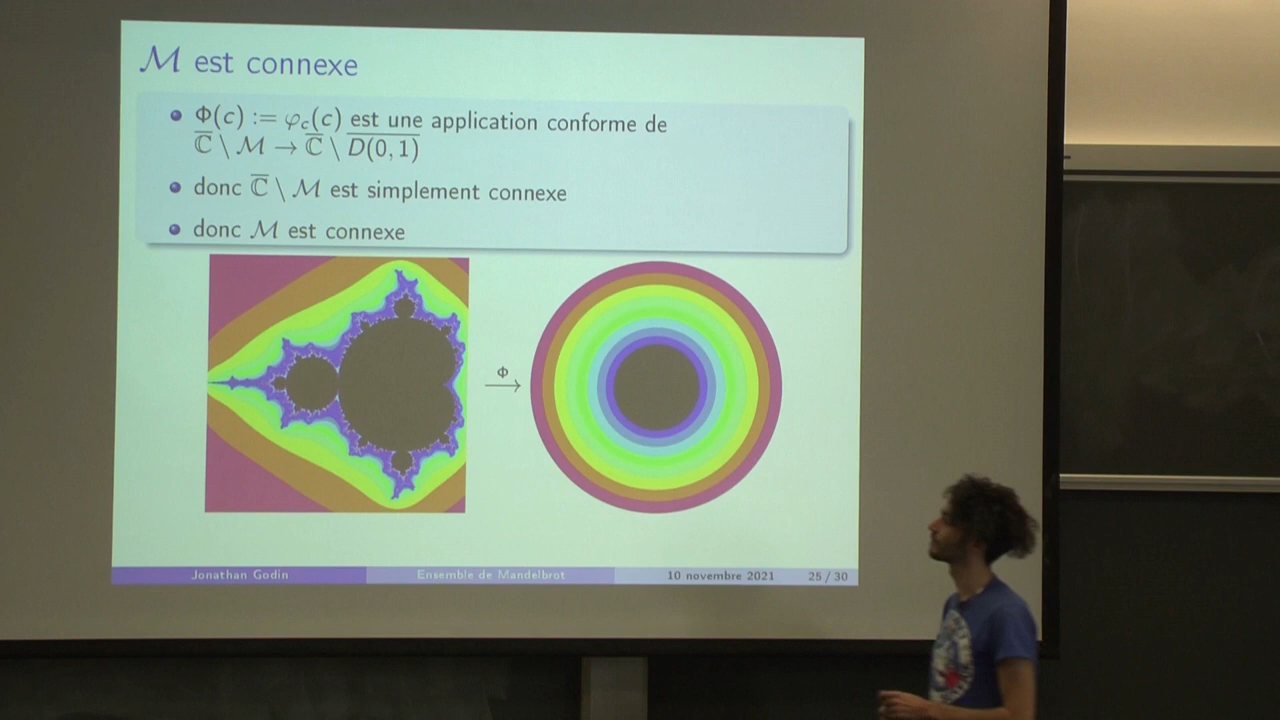 ℳ est connexe
Φ(c) := φ_c(c) est une application conforme de
ℂ̅ \ ℳ → ℂ̅ \ D̅(̅0̅,̅ ̅1̅)̅
donc ℂ̅ \ ℳ est simplement connexe
donc ℳ est connexe
Φ
Jonathan Godin
Ensemble de Mandelbrot
10 novembre 2021
25 / 30